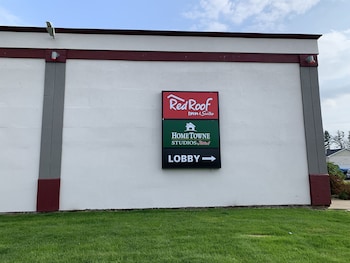 Red Roof
INN & Suites
HOMETOWNE
STUDIOS
LOBBY